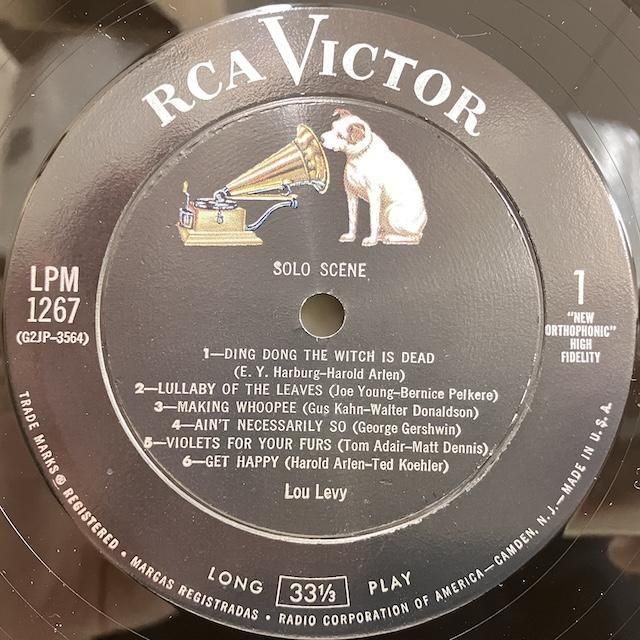 RCA VICTOR
SOLO SCENE
LPM
1267
(G2JP-3564)
1
"NEW
ORTHOPHONIC"
HIGH
FIDELITY
1—DING DONG THE WITCH IS DEAD
(E. Y. Harburg-Harold Arlen)
2—LULLABY OF THE LEAVES (Joe Young-Bernice Pelkere)
3—MAKING WHOOPEE (Gus Kahn-Walter Donaldson)
4—AIN'T NECESSARILY SO (George Gershwin)
5—VIOLETS FOR YOUR FURS (Tom Adair-Matt Dennis)
6—GET HAPPY (Harold Arlen-Ted Koehler)
Lou Levy
LONG 33⅓ PLAY
TRADE MARKS ® REGISTERED • MARCAS REGISTRADAS • RADIO CORPORATION OF AMERICA—CAMDEN, N. J.—MADE IN U.S.A.